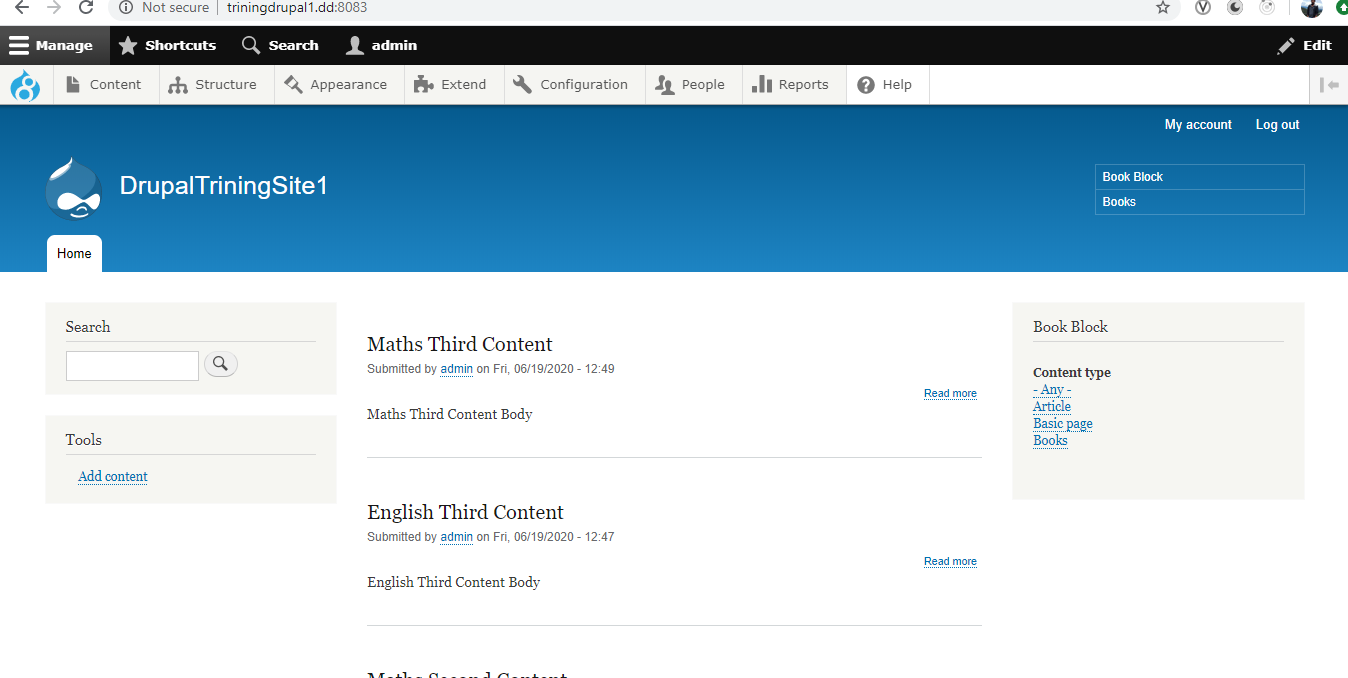 Not secure | triningdrupal1.dd:8083
Manage Shortcuts Search admin Edit
Content Structure Appearance Extend Configuration People Reports Help
My account Log out
DrupalTriningSite1
Book Block
Books
Home
Search
Tools
Add content
Maths Third Content
Submitted by admin on Fri, 06/19/2020 - 12:49
Read more
Maths Third Content Body
English Third Content
Submitted by admin on Fri, 06/19/2020 - 12:47
Read more
English Third Content Body
Maths Second Content
Book Block
Content type
- Any -
Article
Basic page
Books